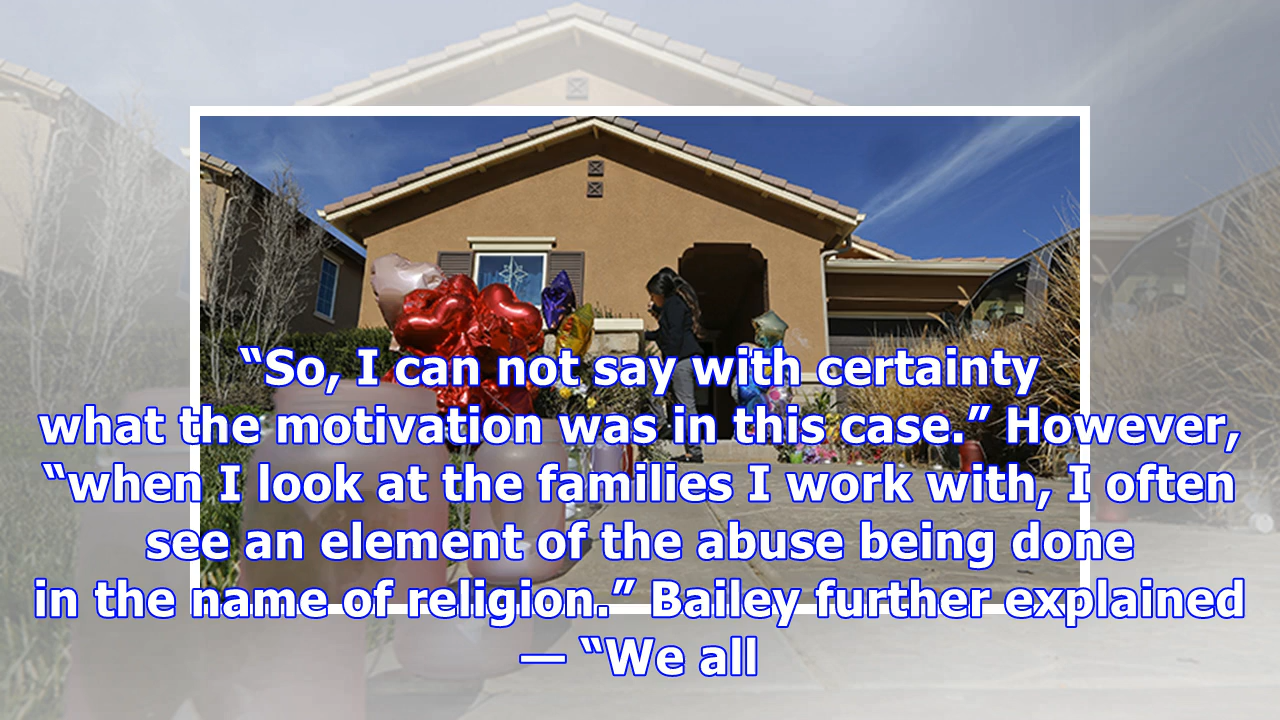 “So, I can not say with certainty
what the motivation was in this case.” However,
“when I look at the families I work with, I often
see an element of the abuse being done
in the name of religion.” Bailey further explained
— “We all